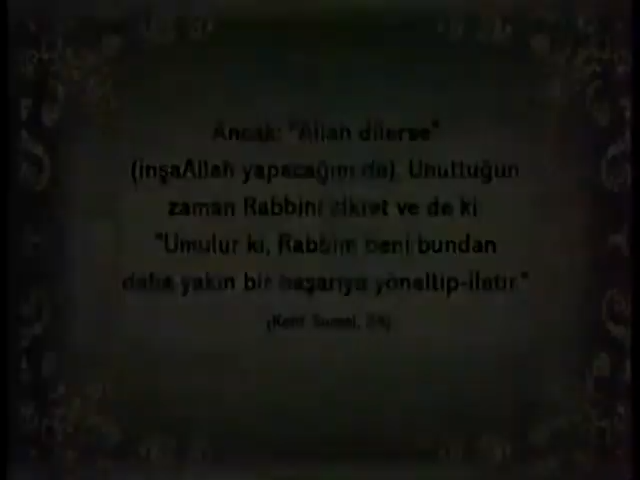 Ancak: "Allah dilerse"
(inşaAllah yapacağım de). Unuttuğun
zaman Rabbini zikret ve de ki
"Umulur ki, Rabbim beni bundan
daha yakın bir başarıya yöneltip-iletir."
(Kehf Suresi, 24)